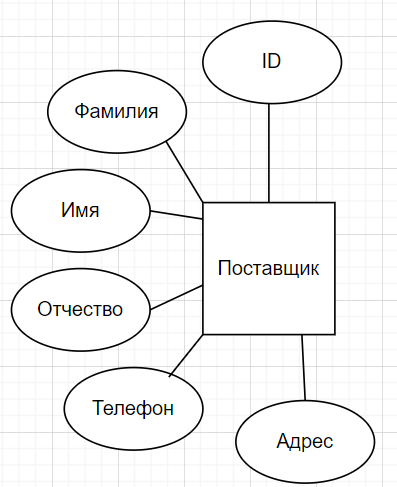 ID
Фамилия
Имя
Поставщик
Отчество
Телефон
Адрес